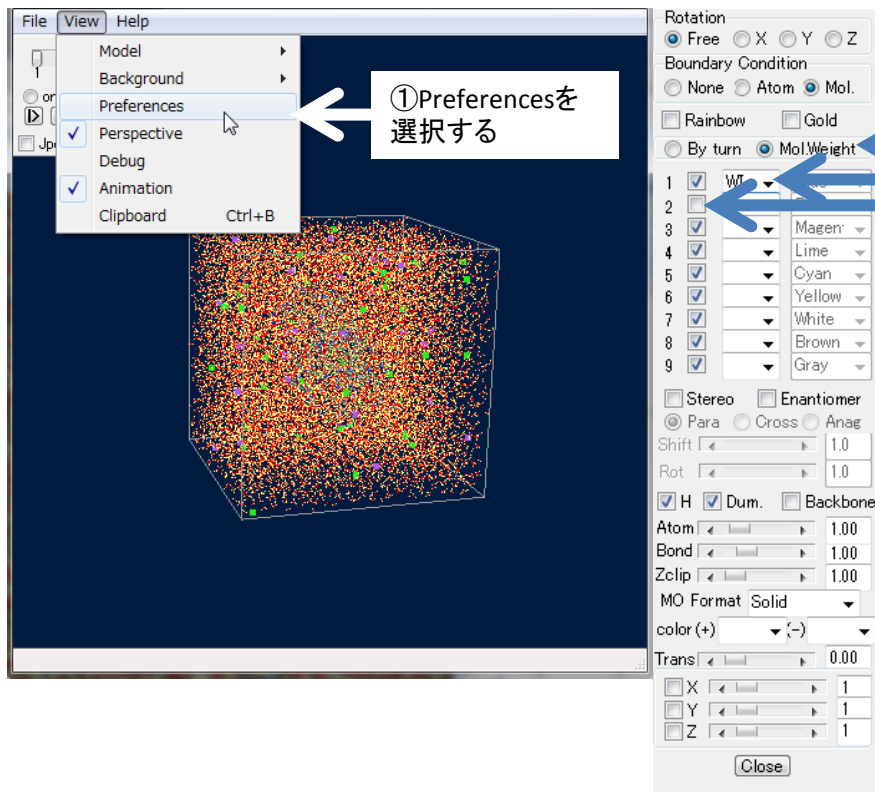 File View Help
Model
Background
Preferences
Perspective
Debug
Animation
Clipboard Ctrl+B
1
①Preferencesを
選択する
Rotation
Free X Y Z
Boundary Condition
None Atom Mol.
Rainbow Gold
By turn Mol.Weight
1
2
3 Magen
4 Lime
5 Cyan
6 Yellow
7 White
8 Brown
9 Gray
Stereo Enantiomer
Para Cross Anag
Shift 1.0
Rot 1.0
H Dum. Backbone
Atom 1.00
Bond 1.00
Zclip 1.00
MO Format Solid
color (+) (-)
Trans 0.00
X 1
Y 1
Z 1
Close